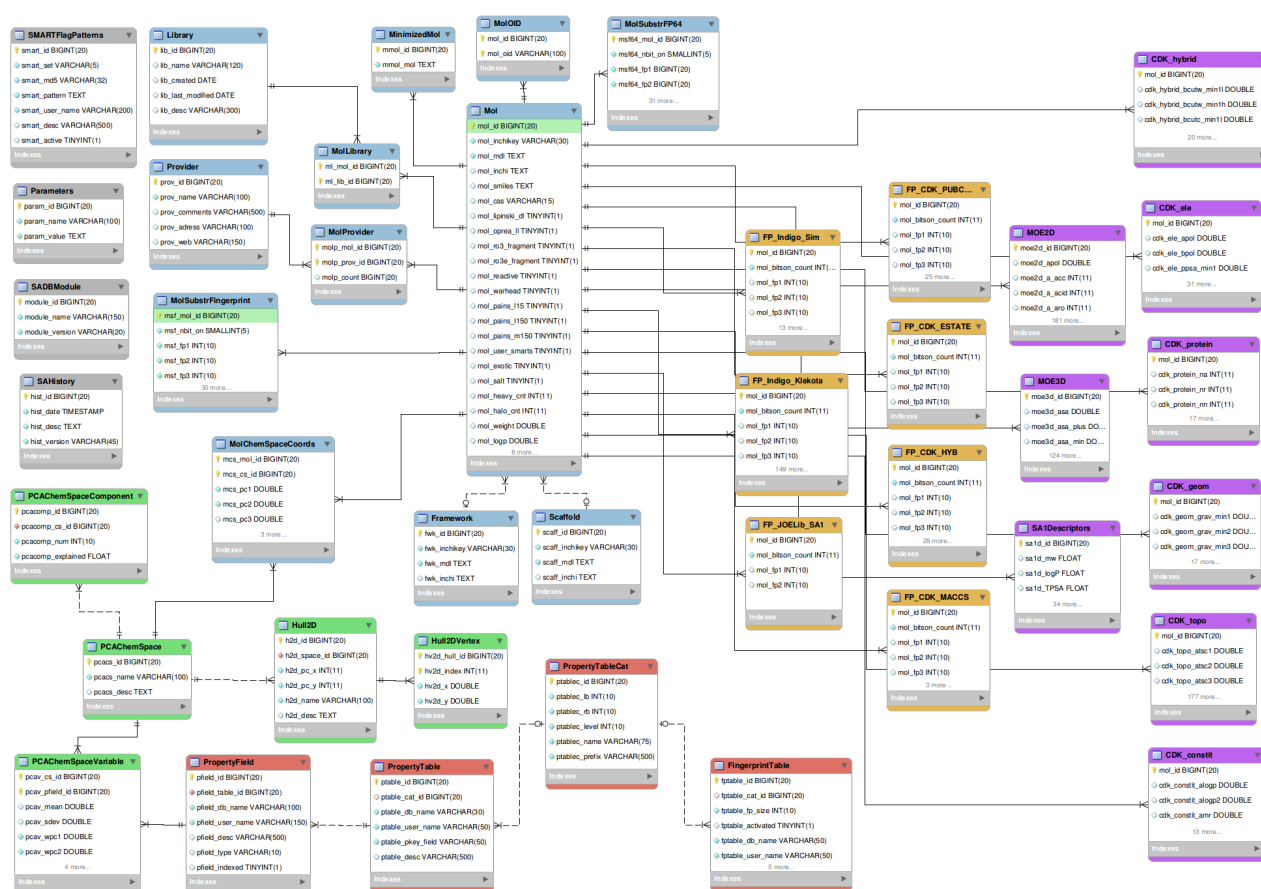 SMARTFlagPatterns
smart_id BIGINT(20)
smart_set VARCHAR(5)
smart_md5 VARCHAR(32)
smart_pattern TEXT
smart_user_name VARCHAR(200)
smart_desc VARCHAR(500)
smart_active TINYINT(1)
Indexes
Library
lib_id BIGINT(20)
lib_name VARCHAR(120)
lib_created DATE
lib_last_modified DATE
lib_desc VARCHAR(300)
Indexes
MinimizedMol
mmol_id BIGINT(20)
mmol_mol TEXT
Indexes
MolOID
mol_id BIGINT(20)
mol_oid VARCHAR(100)
Indexes
MolSubstrFP64
msf64_mol_id BIGINT(20)
msf64_nbit_on SMALLINT(5)
msf64_fp1 BIGINT(20)
msf64_fp2 BIGINT(20)
31 more...
Indexes
CDK_hybrid
mol_id BIGINT(20)
cdk_hybrid_bcutw_min1l DOUBLE
cdk_hybrid_bcutw_min1h DOUBLE
cdk_hybrid_bcutc_min1l DOUBLE
20 more...
Indexes
Mol
mol_id BIGINT(20)
mol_inchikey VARCHAR(30)
mol_mdl TEXT
mol_inchi TEXT
mol_smiles TEXT
mol_cas VARCHAR(15)
mol_lipinski_dl TINYINT(1)
mol_oprea_ll TINYINT(1)
mol_ro3_fragment TINYINT(1)
mol_ro3e_fragment TINYINT(1)
mol_reactive TINYINT(1)
mol_warhead TINYINT(1)
mol_pains_l15 TINYINT(1)
mol_pains_l150 TINYINT(1)
mol_pains_m150 TINYINT(1)
mol_user_smarts TINYINT(1)
mol_exotic TINYINT(1)
mol_salt TINYINT(1)
mol_heavy_cnt INT(11)
mol_halo_cnt INT(11)
mol_weight DOUBLE
mol_logp DOUBLE
8 more...
Indexes
MolLibrary
ml_mol_id BIGINT(20)
ml_lib_id BIGINT(20)
Indexes
Parameters
param_id BIGINT(20)
param_name VARCHAR(100)
param_value TEXT
Indexes
Provider
prov_id BIGINT(20)
prov_name VARCHAR(100)
prov_comments VARCHAR(500)
prov_adress VARCHAR(100)
prov_web VARCHAR(150)
Indexes
MolProvider
molp_mol_id BIGINT(20)
molp_prov_id BIGINT(20)
molp_count BIGINT(20)
Indexes
SADBModule
module_id BIGINT(20)
module_name VARCHAR(150)
module_version VARCHAR(20)
Indexes
MolSubstrFingerprint
msf_mol_id BIGINT(20)
msf_nbit_on SMALLINT(5)
msf_fp1 INT(10)
msf_fp2 INT(10)
msf_fp3 INT(10)
30 more...
Indexes
SAHistory
hist_id BIGINT(20)
hist_date TIMESTAMP
hist_desc TEXT
hist_version VARCHAR(45)
Indexes
FP_Indigo_Sim
mol_id BIGINT(20)
mol_bitson_count INT(...
mol_fp1 INT(10)
mol_fp2 INT(10)
mol_fp3 INT(10)
13 more...
Indexes
FP_CDK_PUBC...
mol_id BIGINT(20)
mol_bitson_count INT(11)
mol_fp1 INT(10)
mol_fp2 INT(10)
mol_fp3 INT(10)
25 more...
Indexes
MOE2D
moe2d_id BIGINT(20)
moe2d_apol DOUBLE
moe2d_a_acc INT(11)
moe2d_a_acid INT(11)
moe2d_a_aro INT(11)
181 more...
Indexes
CDK_ele
mol_id BIGINT(20)
cdk_ele_apol DOUBLE
cdk_ele_bpol DOUBLE
cdk_ele_ppsa_min1 DOUBLE
31 more...
Indexes
FP_CDK_ESTATE
mol_id BIGINT(20)
mol_bitson_count INT(11)
mol_fp1 INT(10)
mol_fp2 INT(10)
mol_fp3 INT(10)
Indexes
CDK_protein
mol_id BIGINT(20)
cdk_protein_na INT(11)
cdk_protein_nr INT(11)
cdk_protein_nn INT(11)
17 more...
Indexes
FP_Indigo_Klekota
mol_id BIGINT(20)
mol_bitson_count INT(11)
mol_fp1 INT(10)
mol_fp2 INT(10)
mol_fp3 INT(10)
149 more...
Indexes
MOE3D
moe3d_id BIGINT(20)
moe3d_asa DOUBLE
moe3d_asa_plus DO...
moe3d_asa_min DO...
124 more...
Indexes
MolChemSpaceCoords
mcs_mol_id BIGINT(20)
mcs_cs_id BIGINT(20)
mcs_pc1 DOUBLE
mcs_pc2 DOUBLE
mcs_pc3 DOUBLE
3 more...
Indexes
FP_CDK_HYB
mol_id BIGINT(20)
mol_bitson_count INT(11)
mol_fp1 INT(10)
mol_fp2 INT(10)
mol_fp3 INT(10)
29 more...
Indexes
CDK_geom
mol_id BIGINT(20)
cdk_geom_grav_min1 DOU...
cdk_geom_grav_min2 DOU...
cdk_geom_grav_min3 DOU...
17 more...
Indexes
PCAChemSpaceComponent
pcacomp_id BIGINT(20)
pcacomp_cs_id BIGINT(20)
pcacomp_num INT(10)
pcacomp_explained FLOAT
Indexes
Framework
fwk_id BIGINT(20)
fwk_inchikey VARCHAR(30)
fwk_mdl TEXT
fwk_inchi TEXT
Indexes
Scaffold
scaff_id BIGINT(20)
scaff_inchikey VARCHAR(30)
scaff_mdl TEXT
scaff_inchi TEXT
Indexes
FP_JOELib_SA1
mol_id BIGINT(20)
mol_bitson_count INT(11)
mol_fp1 INT(10)
mol_fp2 INT(10)
Indexes
SA1Descriptors
sa1d_id BIGINT(20)
sa1d_mw FLOAT
sa1d_logP FLOAT
sa1d_TPSA FLOAT
34 more...
Indexes
FP_CDK_MACCS
mol_id BIGINT(20)
mol_bitson_count INT(11)
mol_fp1 INT(10)
mol_fp2 INT(10)
mol_fp3 INT(10)
3 more...
Indexes
CDK_topo
mol_id BIGINT(20)
cdk_topo_atsc1 DOUBLE
cdk_topo_atsc2 DOUBLE
cdk_topo_atsc3 DOUBLE
177 more...
Indexes
PCAChemSpace
pcacs_id BIGINT(20)
pcacs_name VARCHAR(100)
pcacs_desc TEXT
Indexes
Hull2D
h2d_id BIGINT(20)
h2d_space_id BIGINT(20)
h2d_pc_x INT(11)
h2d_pc_y INT(11)
h2d_name VARCHAR(100)
h2d_desc TEXT
Indexes
Hull2DVertex
hv2d_hull_id BIGINT(20)
hv2d_index INT(11)
hv2d_x DOUBLE
hv2d_y DOUBLE
Indexes
PropertyTableCat
ptablec_id BIGINT(20)
ptablec_lb INT(10)
ptablec_rb INT(10)
ptablec_level INT(10)
ptablec_name VARCHAR(75)
ptablec_prefix VARCHAR(500)
Indexes
PCAChemSpaceVariable
pcav_cs_id BIGINT(20)
pcav_pfield_id BIGINT(20)
pcav_mean DOUBLE
pcav_sdev DOUBLE
pcav_wpc1 DOUBLE
pcav_wpc2 DOUBLE
4 more...
Indexes
PropertyField
pfield_id BIGINT(20)
pfield_table_id BIGINT(20)
pfield_db_name VARCHAR(100)
pfield_user_name VARCHAR(150)
pfield_desc VARCHAR(500)
pfield_type VARCHAR(10)
pfield_indexed TINYINT(1)
Indexes
PropertyTable
ptable_id BIGINT(20)
ptable_cat_id BIGINT(20)
ptable_db_name VARCHAR(30)
ptable_user_name VARCHAR(50)
ptable_pkey_field VARCHAR(50)
ptable_desc VARCHAR(500)
Indexes
FingerprintTable
fptable_id BIGINT(20)
fptable_cat_id BIGINT(20)
fptable_fp_size INT(10)
fptable_activated TINYINT(1)
fptable_db_name VARCHAR(50)
fptable_user_name VARCHAR(50)
5 more...
Indexes
CDK_constit
mol_id BIGINT(20)
cdk_constit_alogp DOUBLE
cdk_constit_alogp2 DOUBLE
cdk_constit_amr DOUBLE
13 more...
Indexes